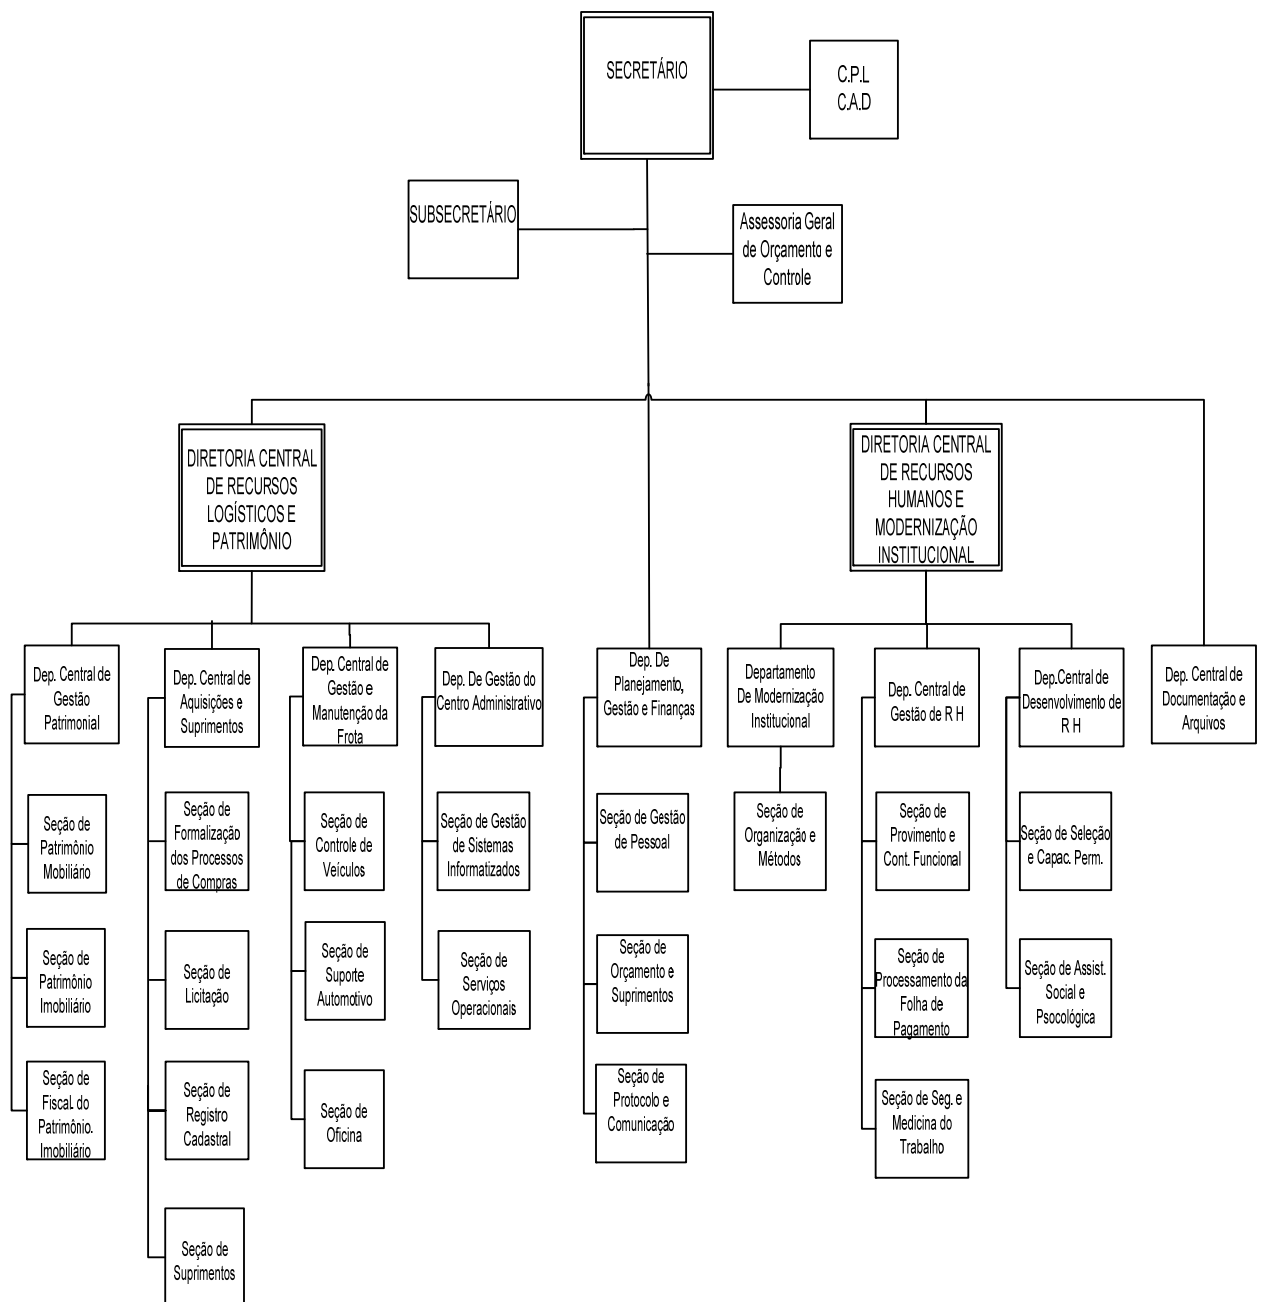 SECRETÁRIO
C.P.L
C.A.D
SUBSECRETÁRIO
Assessoria Geral
de Orçamento e
Controle
DIRETORIA CENTRAL
DE RECURSOS
LOGÍSTICOS E
PATRIMÔNIO
DIRETORIA CENTRAL
DE RECURSOS
HUMANOS E
MODERNIZAÇÃO
INSTITUCIONAL
Dep. Central de
Gestão
Patrimonial
Dep. Central de
Aquisições e
Suprimentos
Dep. Central de
Gestão e
Manutenção da
Frota
Dep. De Gestão do
Centro Administrativo
Dep. De
Planejamento,
Gestão e Finanças
Departamento
De Modernização
Institucional
Dep. Central de
Gestão de R H
Dep.Central de
Desenvolvimento de
R H
Dep. Central de
Documentação e
Arquivos
Seção de
Patrimônio
Mobiliário
Seção de
Formalização
dos Processos
de Compras
Seção de
Controle de
Veículos
Seção de Gestão
de Sistemas
Informatizados
Seção de Gestão
de Pessoal
Seção de
Organização e
Métodos
Seção de
Provimento e
Cont. Funcional
Seção de Seleção
e Capac. Perm.
Seção de
Patrimônio
Imobiliário
Seção de
Licitação
Seção de
Suporte
Automotivo
Seção de
Serviços
Operacionais
Seção de
Orçamento e
Suprimentos
Seção de
Processamento da
Folha de
Pagamento
Seção de Assist.
Social e
Psocológica
Seção de
Fiscal. do
Patrimônio.
Imobiliário
Seção de
Registro
Cadastral
Seção de
Oficina
Seção de
Protocolo e
Comunicação
Seção de Seg. e
Medicina do
Trabalho
Seção de
Suprimentos